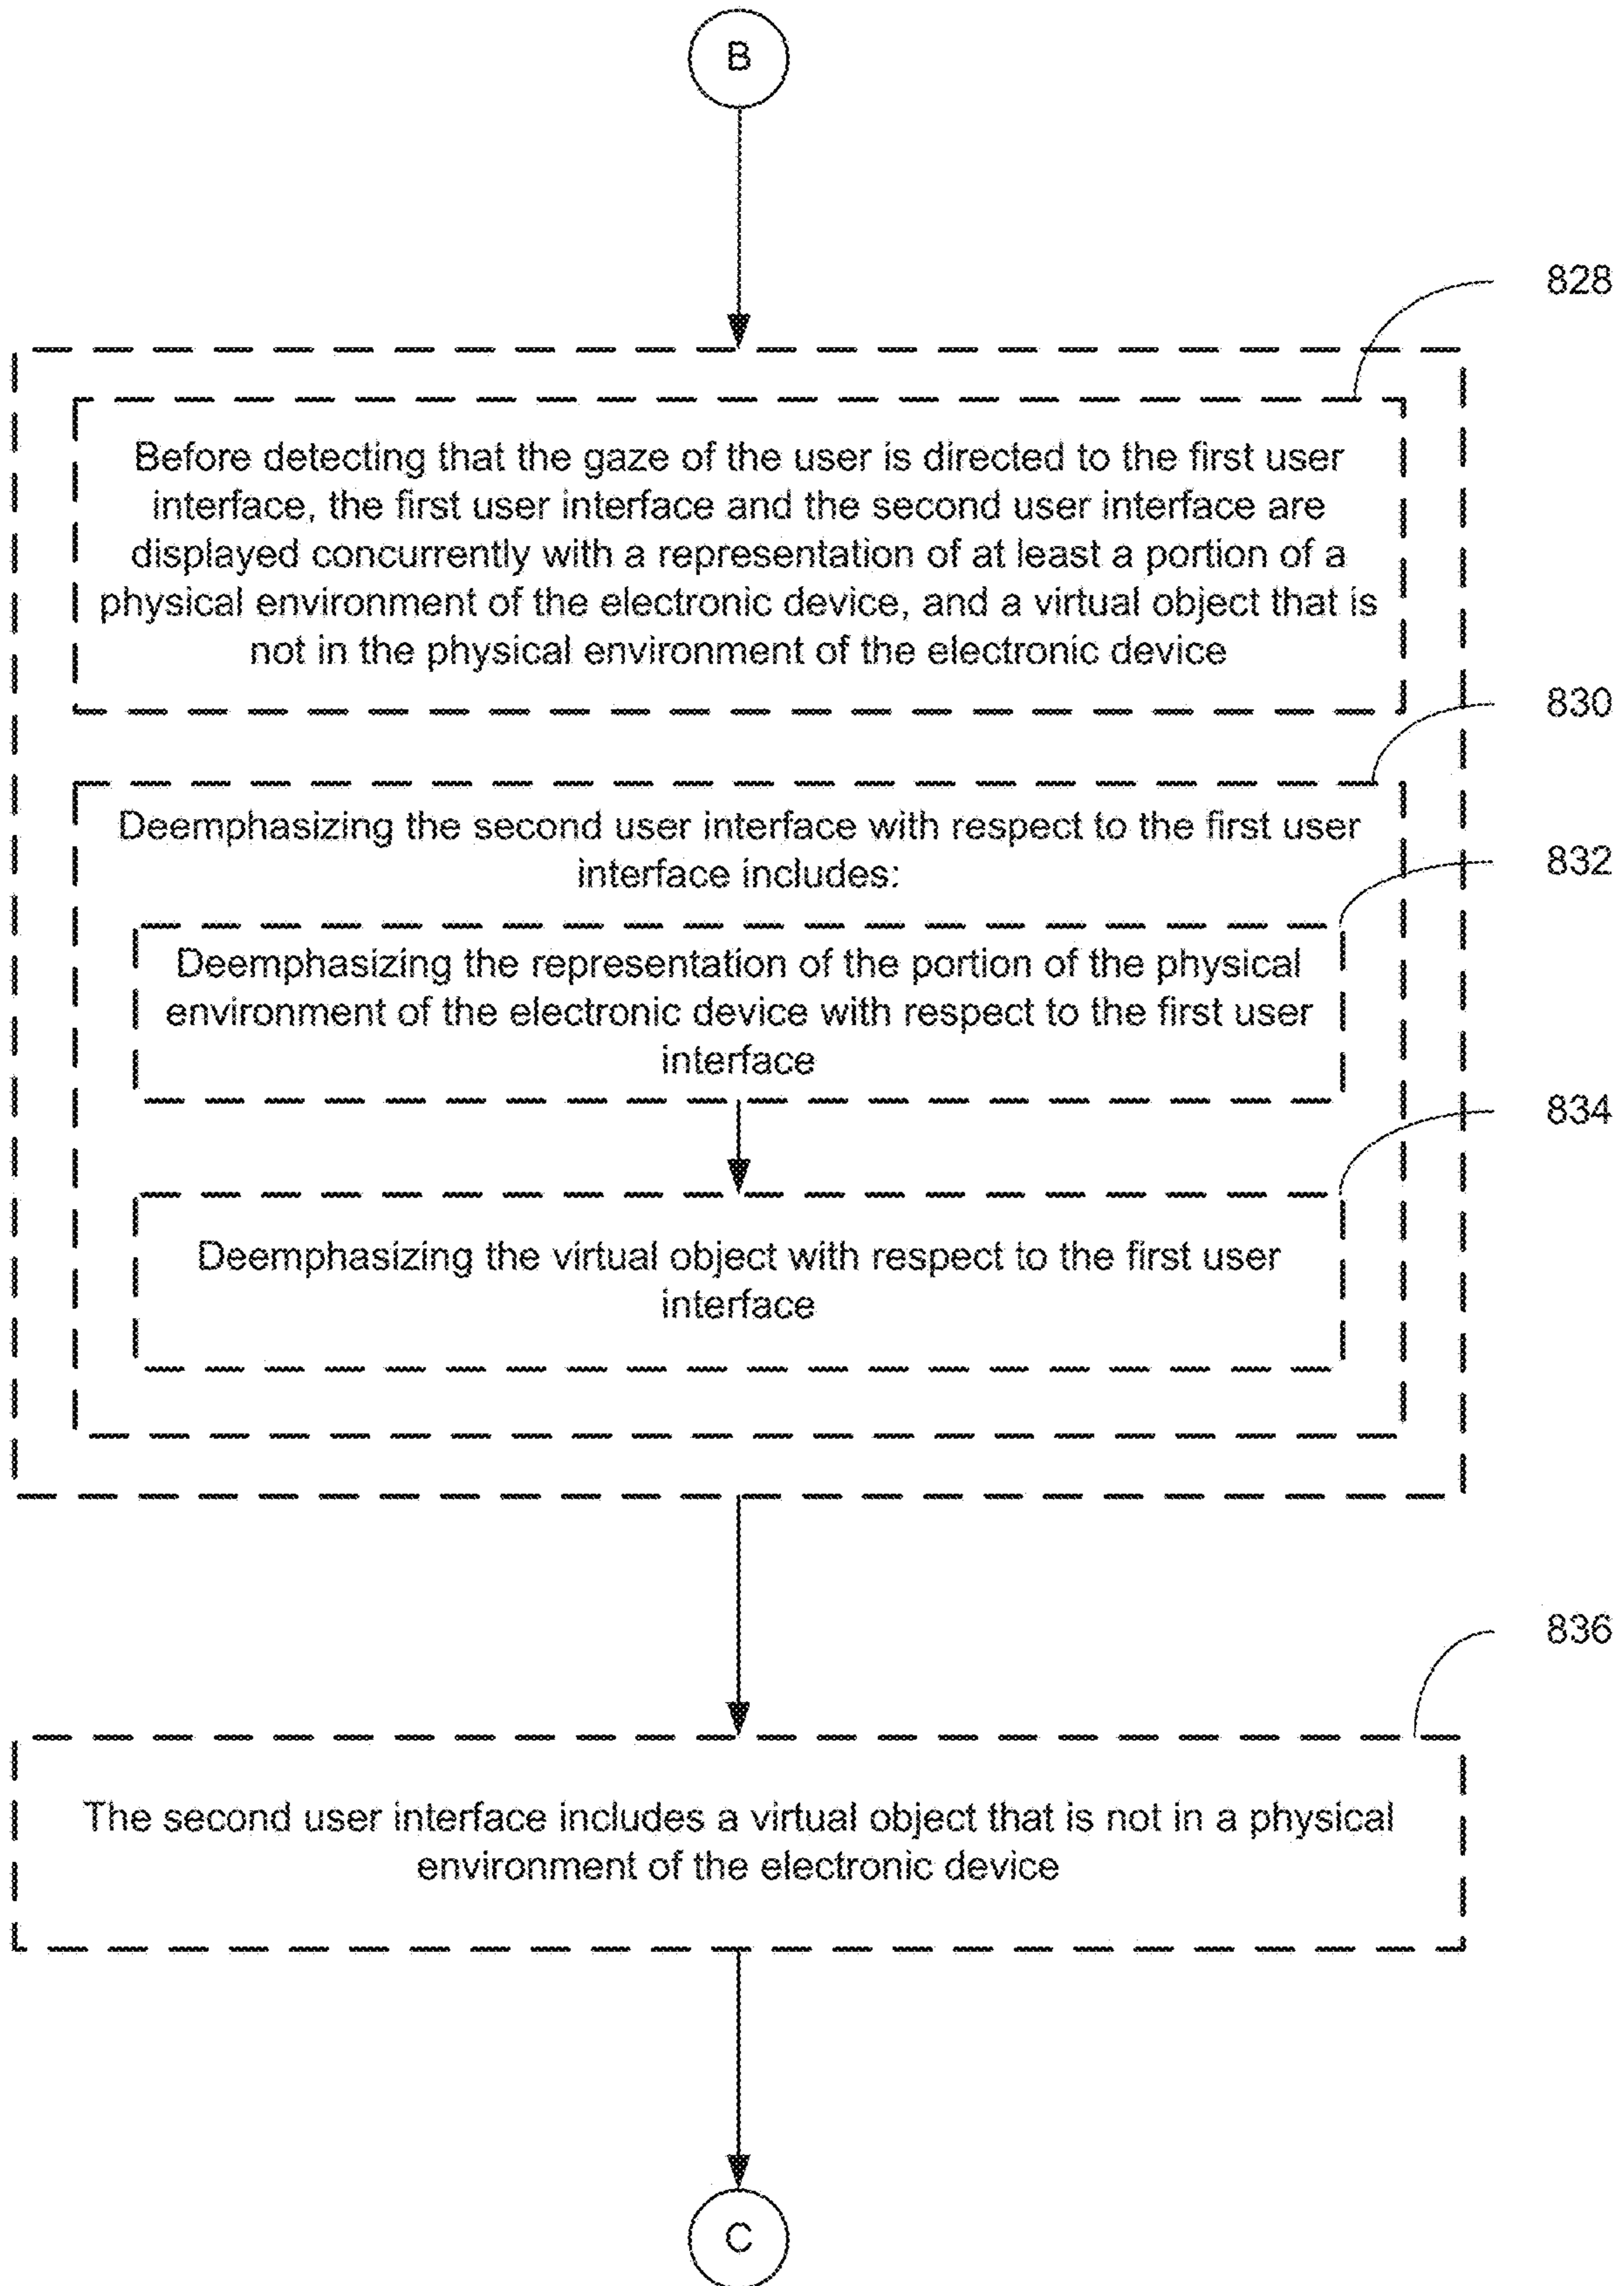 B
828
Before detecting that the gaze of the user is directed to the first user
interface, the first user interface and the second user interface are
displayed concurrently with a representation of at least a portion of a
physical environment of the electronic device, and a virtual object that is
not in the physical environment of the electronic device
830
Deemphasizing the second user interface with respect to the first user
interface includes:
832
Deemphasizing the representation of the portion of the physical
environment of the electronic device with respect to the first user
interface
834
Deemphasizing the virtual object with respect to the first user
interface
836
The second user interface includes a virtual object that is not in a physical
environment of the electronic device
C